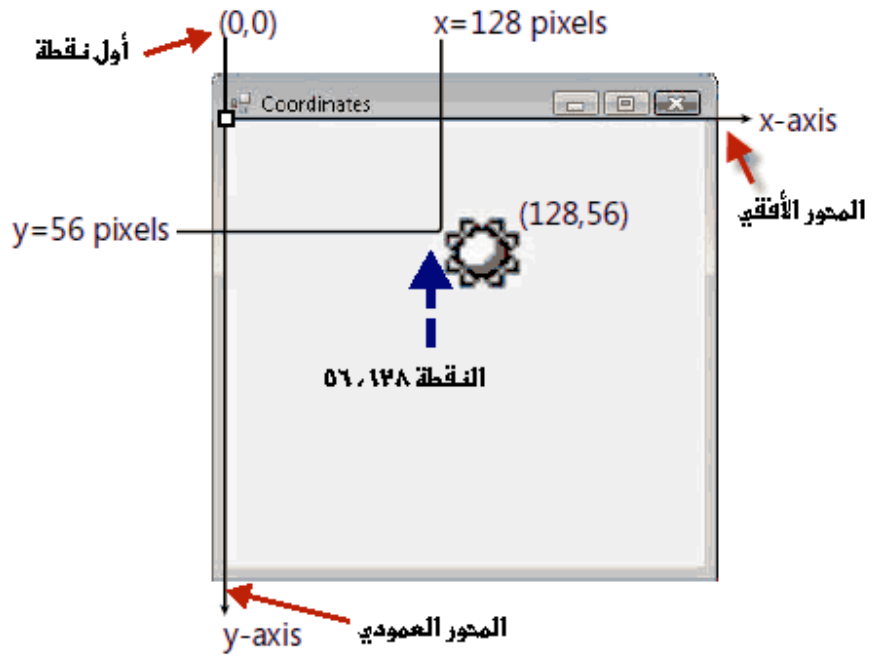 (0,0)
x=128 pixels
أول نقطة
Coordinates
x-axis
المحور الأفقي
(128,56)
y=56 pixels
النقطة ٥٦،١٢٨
المحور العمودي
y-axis